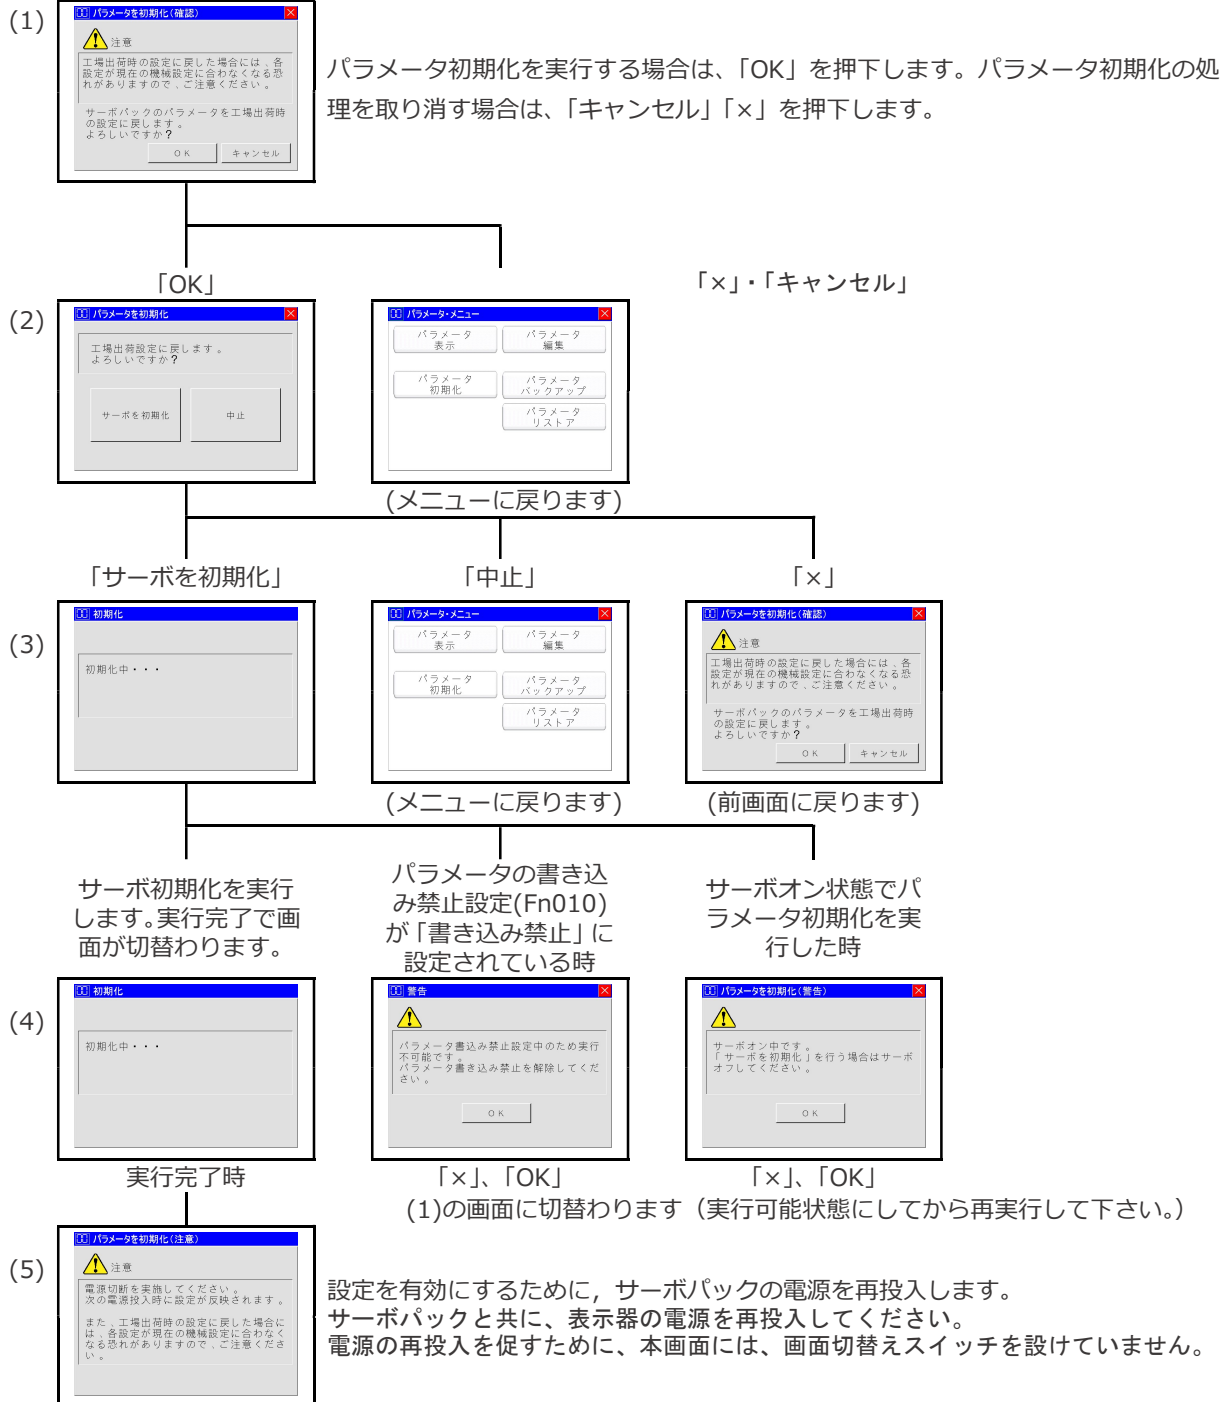 (1)
パラメータを初期化(確認)
注意
工場出荷時の設定に戻した場合には、各
設定が現在の機械設定に合わなくなる恐
れがありますので、ご注意ください。
サーボパックのパラメータを工場出荷時
の設定に戻します。
よろしいですか?
OK
キャンセル
パラメータ初期化を実行する場合は、「OK」を押下します。パラメータ初期化の処
理を取り消す場合は、「キャンセル」「×」を押下します。
「OK」
「×」・「キャンセル」
(2)
パラメータを初期化
工場出荷設定に戻します。
よろしいですか?
サーボを初期化
中止
パラメータ・メニュー
パラメータ
表示
パラメータ
編集
パラメータ
初期化
パラメータ
バックアップ
パラメータ
リストア
(メニューに戻ります)
「サーボを初期化」
「中止」
「×」
(3)
初期化
初期化中・・・
パラメータ・メニュー
パラメータ
表示
パラメータ
編集
パラメータ
初期化
パラメータ
バックアップ
パラメータ
リストア
(メニューに戻ります)
パラメータを初期化(確認)
注意
工場出荷時の設定に戻した場合には、各
設定が現在の機械設定に合わなくなる恐
れがありますので、ご注意ください。
サーボパックのパラメータを工場出荷時
の設定に戻します。
よろしいですか?
OK
キャンセル
(前画面に戻ります)
サーボ初期化を実行
します。実行完了で画
面が切替わります。
パラメータの書き込
み禁止設定(Fn010)
が「書き込み禁止」に
設定されている時
サーボオン状態でパ
ラメータ初期化を実
行した時
(4)
初期化
初期化中・・・
実行完了時
警告
パラメータ書込み禁止設定中のため実行
不可能です。
パラメータ書き込み禁止を解除してくだ
さい。
OK
「×」、「OK」
パラメータを初期化(警告)
サーボオン中です。
「サーボを初期化」を行う場合はサーボ
オフしてください。
OK
「×」、「OK」
(1)の画面に切替わります（実行可能状態にしてから再実行して下さい。）
(5)
パラメータを初期化(注意)
注意
電源切断を実施してください。
次の電源投入時に設定が反映されます。
また、工場出荷時の設定に戻した場合に
は、各設定が現在の機械設定に合わなく
なる恐れがありますので、ご注意くださ
い。
設定を有効にするために，サーボパックの電源を再投入します。
サーボパックと共に、表示器の電源を再投入してください。
電源の再投入を促すために、本画面には、画面切替えスイッチを設けていません。